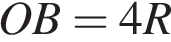 OB = 4R